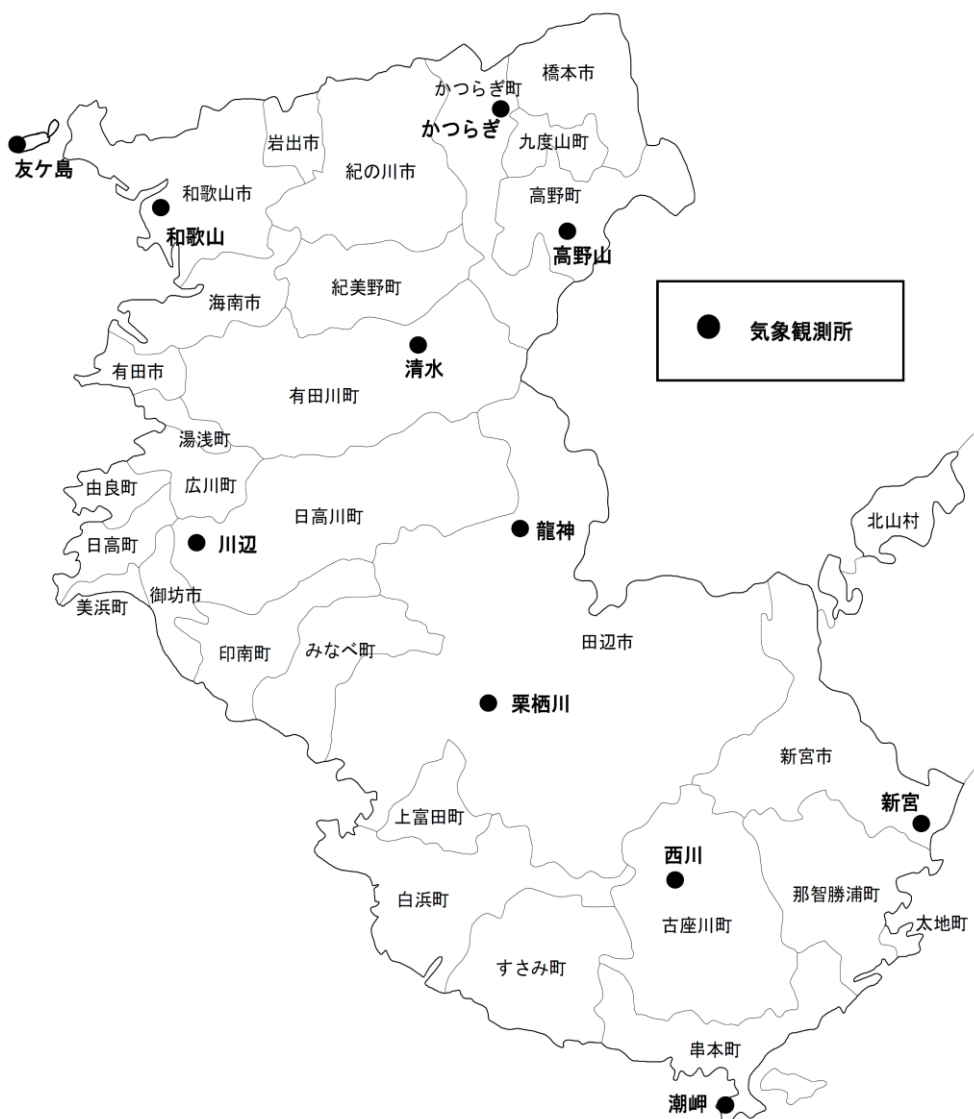 橋本市
かつらぎ町
かつらぎ
岩出市
九度山町
友ケ島
紀の川市
和歌山市
高野町
和歌山
高野山
紀美野町
海南市
気象観測所
清水
有田市
有田川町
湯浅町
由良町
広川町
日高川町
北山村
龍神
日高町
川辺
美浜町
御坊市
印南町
みなべ町
田辺市
栗栖川
新宮市
新宮
上富田町
西川
白浜町
那智勝浦町
太地町
古座川町
すさみ町
串本町
潮岬